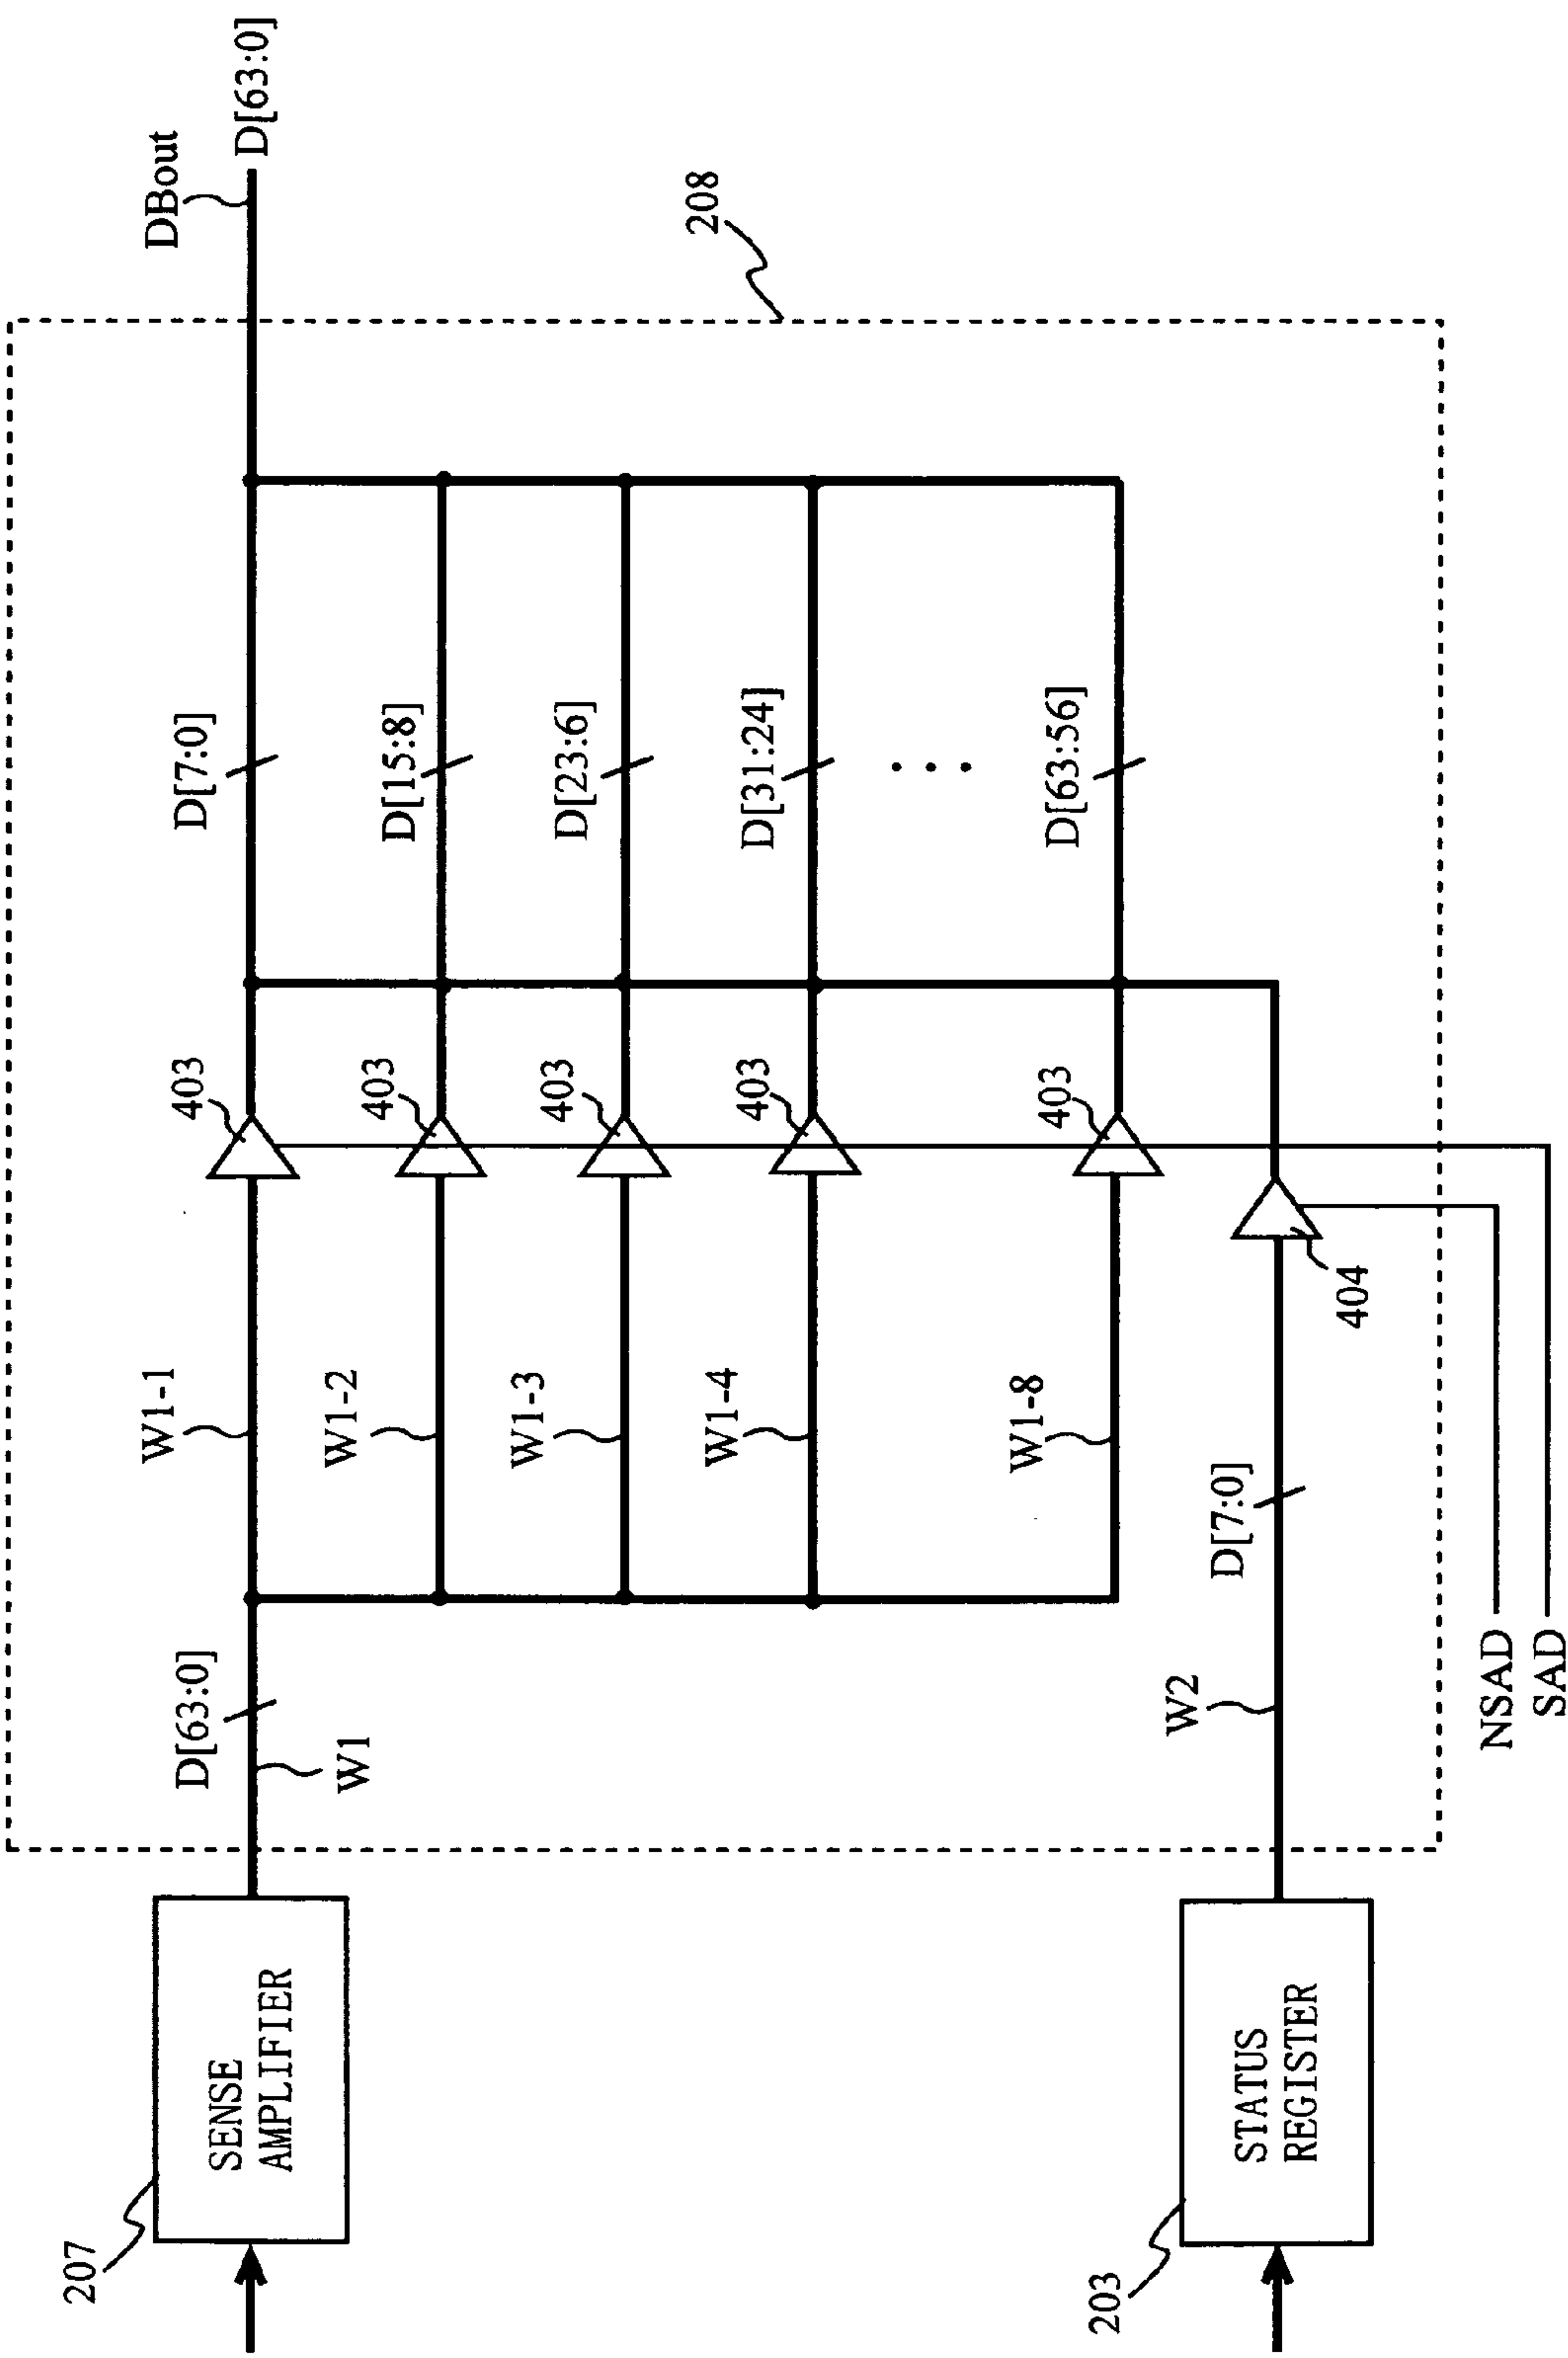 207
SENSE
AMPLIFIER
D[63:0]
W1
W1-1
403
D[7:0]
DBout
D[63:0]
W1-2
403
D[15:8]
W1-3
403
D[23:6]
208
W1-4
403
D[31:24]
W1-8
403
D[63:56]
203
STATUS
REGISTER
W2
D[7:0]
404
NSAD
SAD